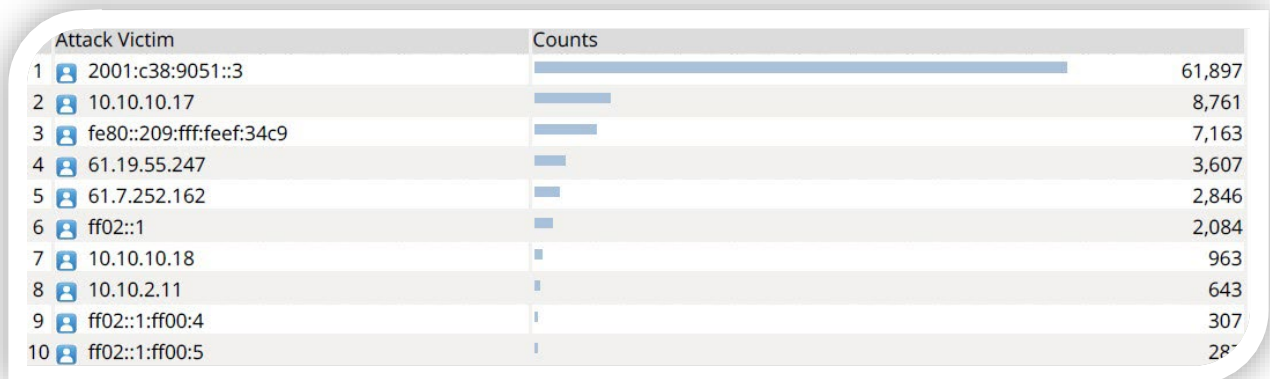 Attack Victim Counts
1 2001:c38:9051::3 61,897
2 10.10.10.17 8,761
3 fe80::209:fff:feef:34c9 7,163
4 61.19.55.247 3,607
5 61.7.252.162 2,846
6 ff02::1 2,084
7 10.10.10.18 963
8 10.10.2.11 643
9 ff02::1:ff00:4 307
10 ff02::1:ff00:5